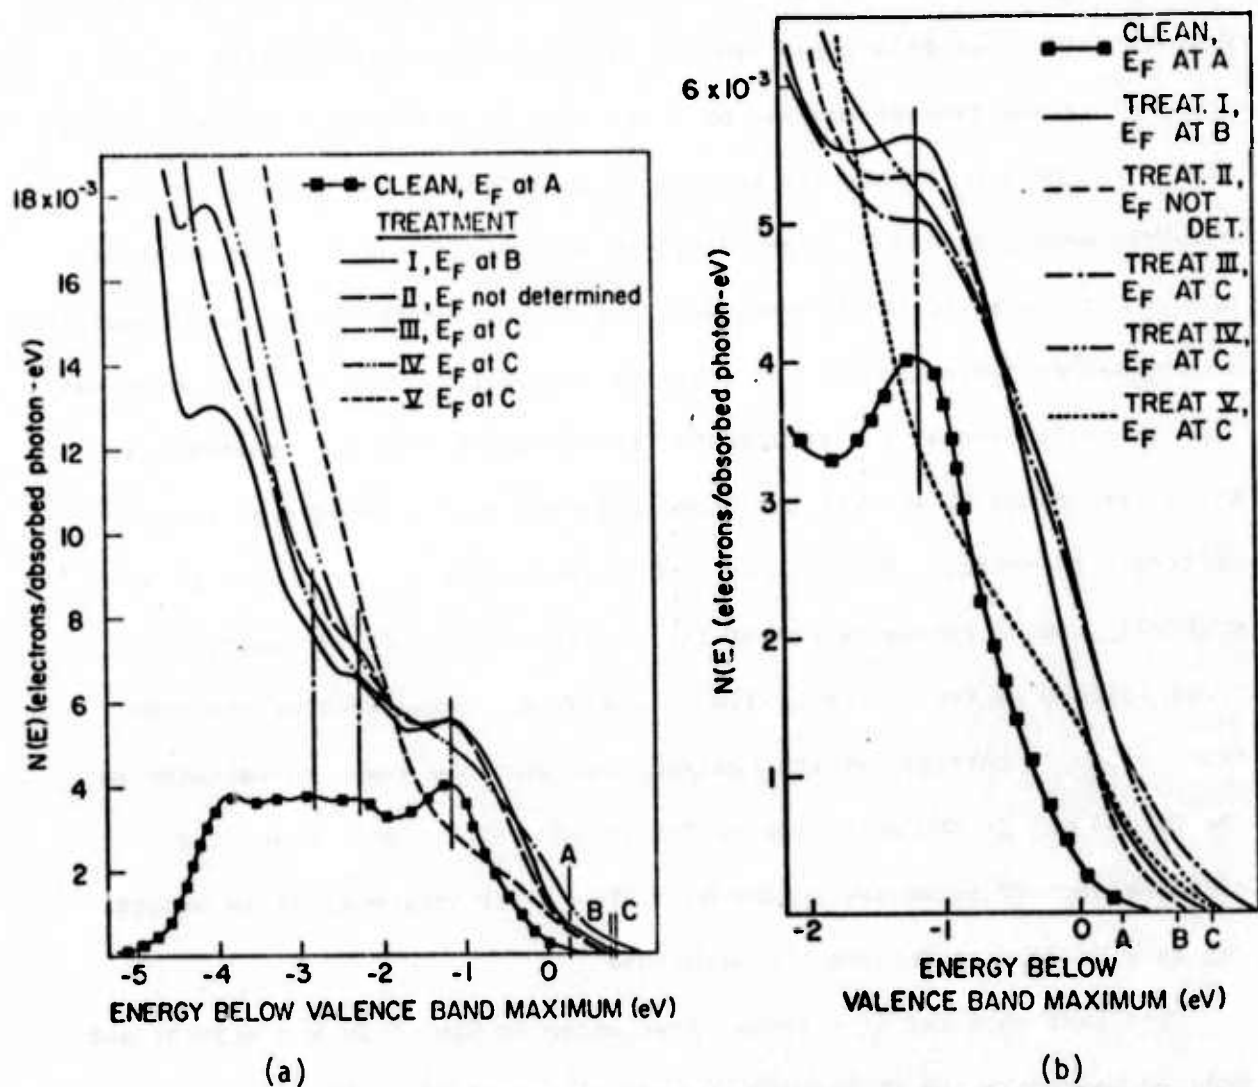 18 x10⁻³
16
14
12
10
8
6
4
2
N(E) (electrons/absorbed photon-eV)
CLEAN, E_F at A
TREATMENT
I, E_F at B
II, E_F not determined
III, E_F at C
IV E_F at C
V E_F at C
A
B
C
-5
-4
-3
-2
-1
0
ENERGY BELOW VALENCE BAND MAXIMUM (eV)
(a)
6 x 10⁻³
5
4
3
2
1
N(E) (electrons/absorbed photon-eV)
CLEAN,
E_F AT A
TREAT. I,
E_F AT B
TREAT. II,
E_F NOT
DET.
TREAT III,
E_F AT C
TREAT IV,
E_F AT C
TREAT V,
E_F AT C
-2
-1
0
A
B
C
ENERGY BELOW
VALENCE BAND MAXIMUM (eV)
(b)